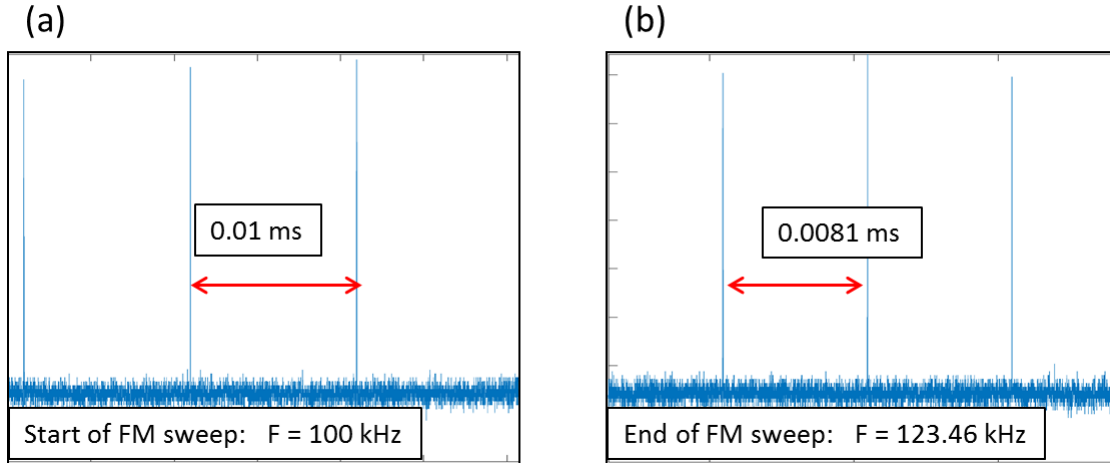 (a)
(b)
0.01 ms
0.0081 ms
Start of FM sweep: F = 100 kHz
End of FM sweep: F = 123.46 kHz